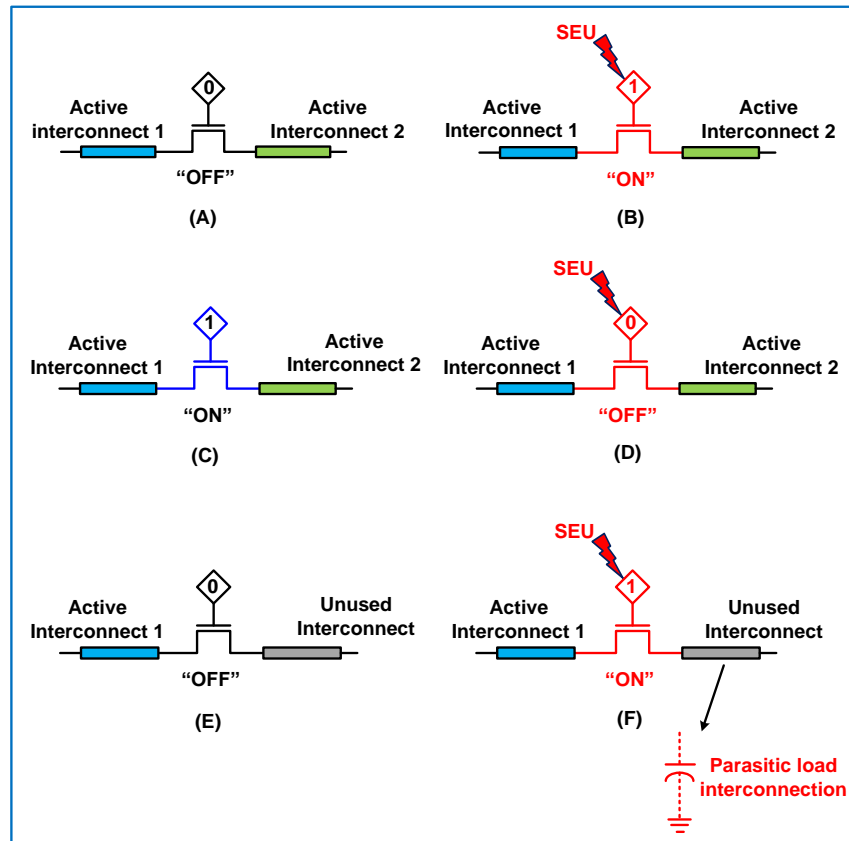 SEU
0
1
Active
interconnect 1
Active
Interconnect 2
Active
Interconnect 1
Active
Interconnect 2
“OFF”
“ON”
(A)
(B)
SEU
1
0
Active
Interconnect 1
Active
Interconnect 2
Active
Interconnect 1
Active
Interconnect 2
“ON”
“OFF”
(C)
(D)
SEU
0
1
Active
Interconnect 1
Unused
Interconnect
Active
Interconnect 1
Unused
Interconnect
“OFF”
“ON”
(E)
(F)
Parasitic load
interconnection